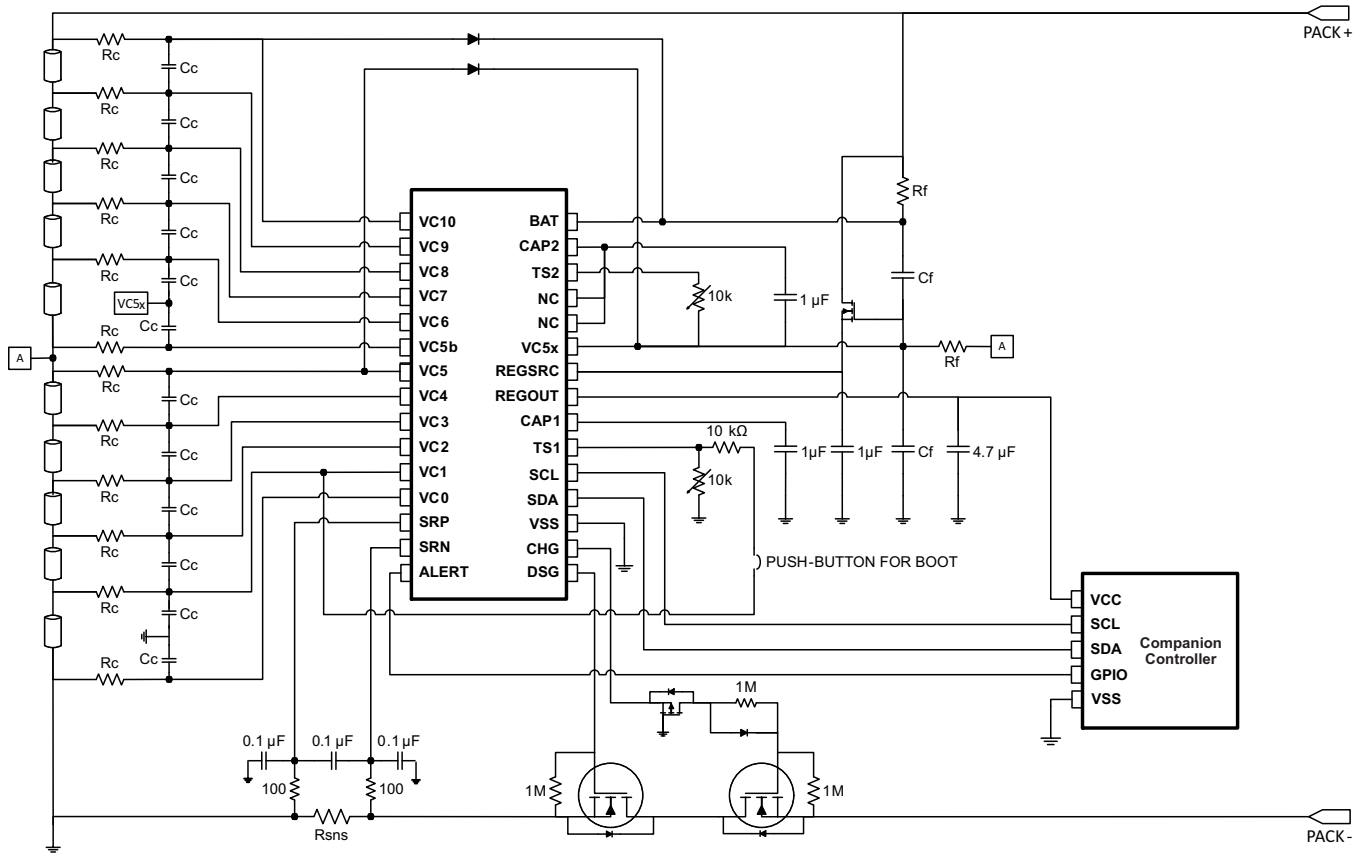 PACK +
Rc
Cc
Rc
Cc
Rc
Cc
Rc
Cc
Rc
Cc
VC5x
Cc
Rc
A
Rc
Cc
Rc
Cc
Rc
Cc
Rc
Cc
Rc
Cc
Cc
Rc
VC10
VC9
VC8
VC7
VC6
VC5b
VC5
VC4
VC3
VC2
VC1
VC0
SRP
SRN
ALERT
BAT
CAP2
TS2
NC
NC
VC5x
REGSRC
REGOUT
CAP1
TS1
SCL
SDA
VSS
CHG
DSG
Rf
Cf
10k
1 µF
Rf
A
10 kΩ
10k
1µF
1µF
Cf
4.7 µF
PUSH-BUTTON FOR BOOT
VCC
SCL
SDA
GPIO
VSS
Companion
Controller
1M
0.1 µF
0.1 µF
0.1 µF
100
100
Rsns
1M
1M
PACK -